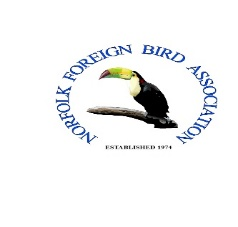 NORFOLK FOREIGN BIRD ASSOCIATION
ESTABLISHED 1974